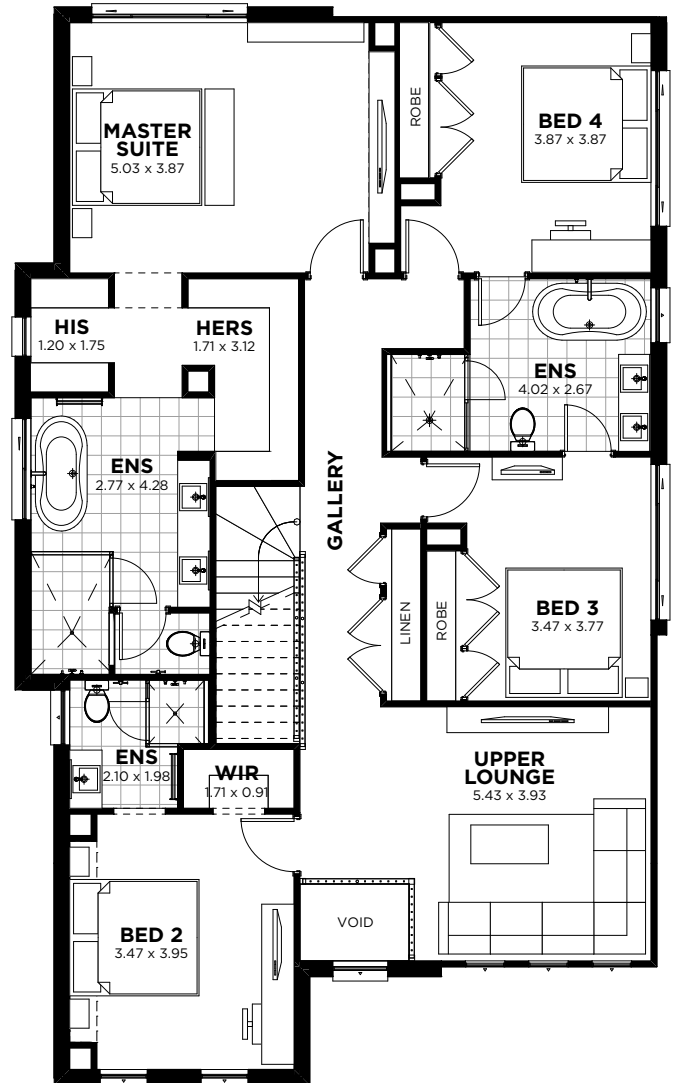 MASTER
SUITE
5.03 x 3.87
ROBE
BED 4
3.87 x 3.87
HIS
1.20 x 1.75
HERS
1.71 x 3.12
ENS
4.02 x 2.67
ENS
2.77 x 4.28
GALLERY
LINEN
ROBE
BED 3
3.47 x 3.77
ENS
2.10 x 1.98
WIR
1.71 x 0.91
UPPER
LOUNGE
5.43 x 3.93
VOID
BED 2
3.47 x 3.95